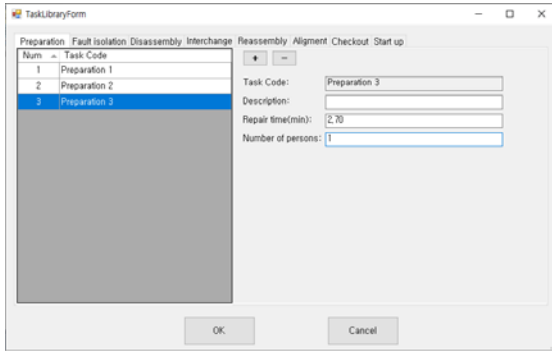 TaskLibraryForm
Preparation Fault isolation Disassembly Interchange Reassembly Aligment Checkout Start up
Num Task Code
1 Preparation 1
2 Preparation 2
3 Preparation 3
+ -
Task Code: Preparation 3
Description:
Repair time(min): 2,70
Number of persons: 1
OK Cancel